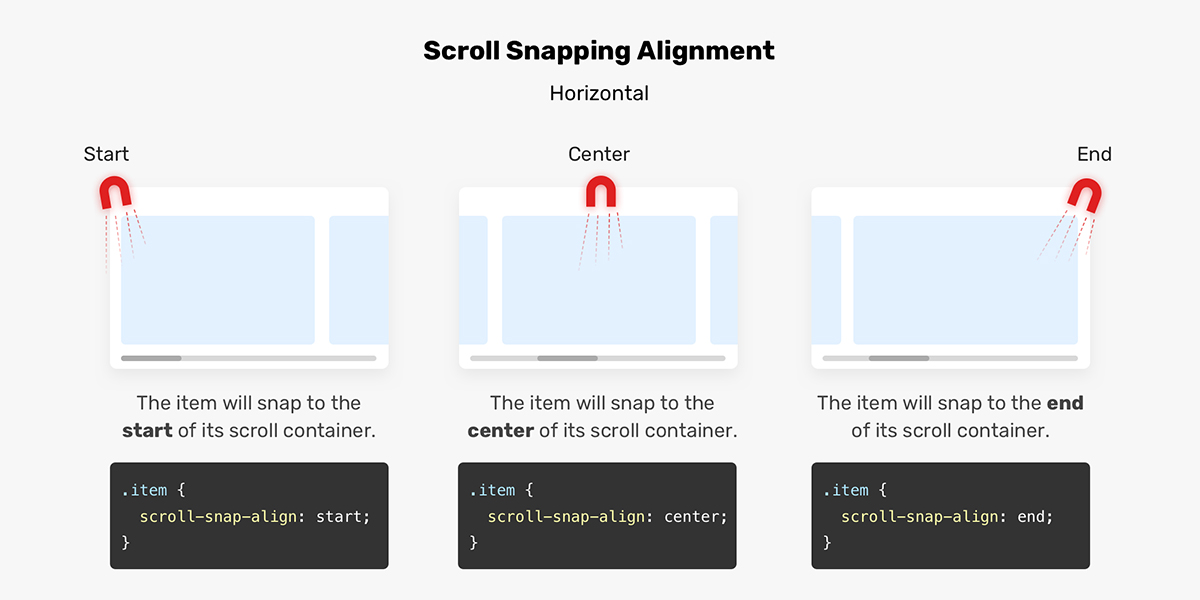 Scroll Snapping Alignment
Horizontal
Start
Center
End
The item will snap to the
start of its scroll container.
The item will snap to the
center of its scroll container.
The item will snap to the end
of its scroll container.
.item {
  scroll-snap-align: start;
}
.item {
  scroll-snap-align: center;
}
.item {
  scroll-snap-align: end;
}